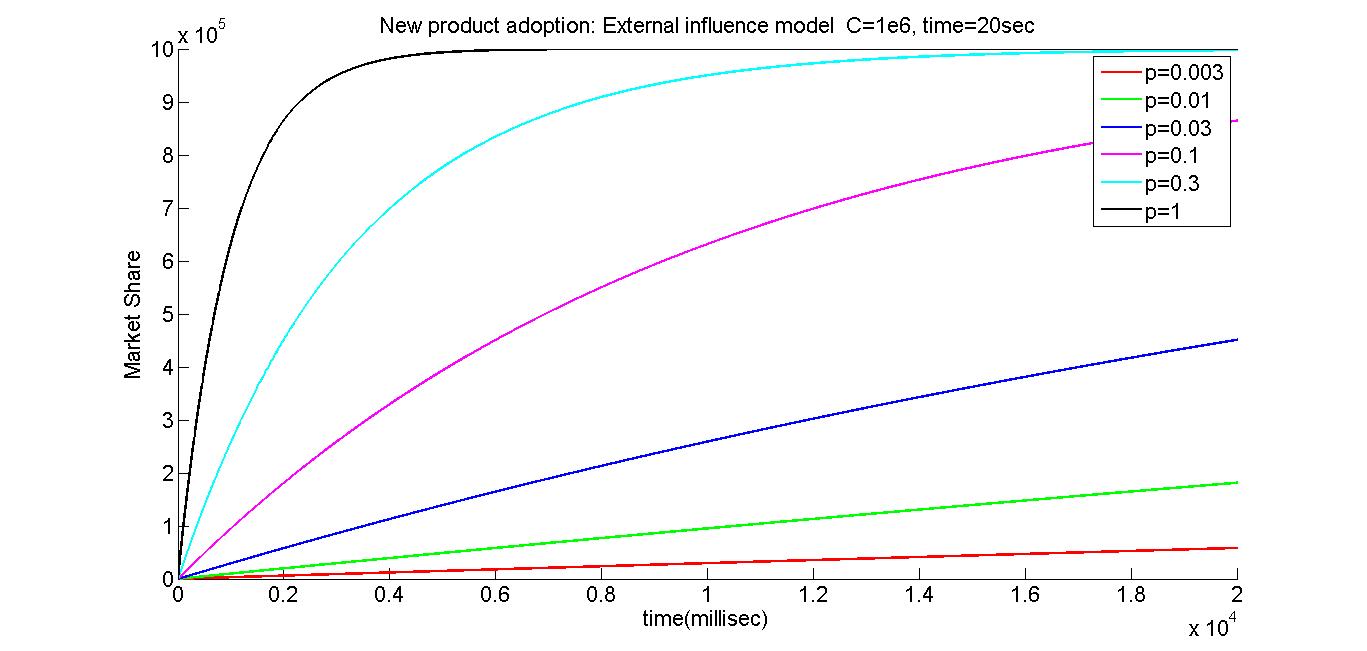 New product adoption: External influence model C=1e6, time=20sec
x 10^5
10
9
8
7
6
5
4
3
2
1
0
Market Share
p=0.003
p=0.01
p=0.03
p=0.1
p=0.3
p=1
0 0.2 0.4 0.6 0.8 1 1.2 1.4 1.6 1.8 2
time(millisec)
x 10^4